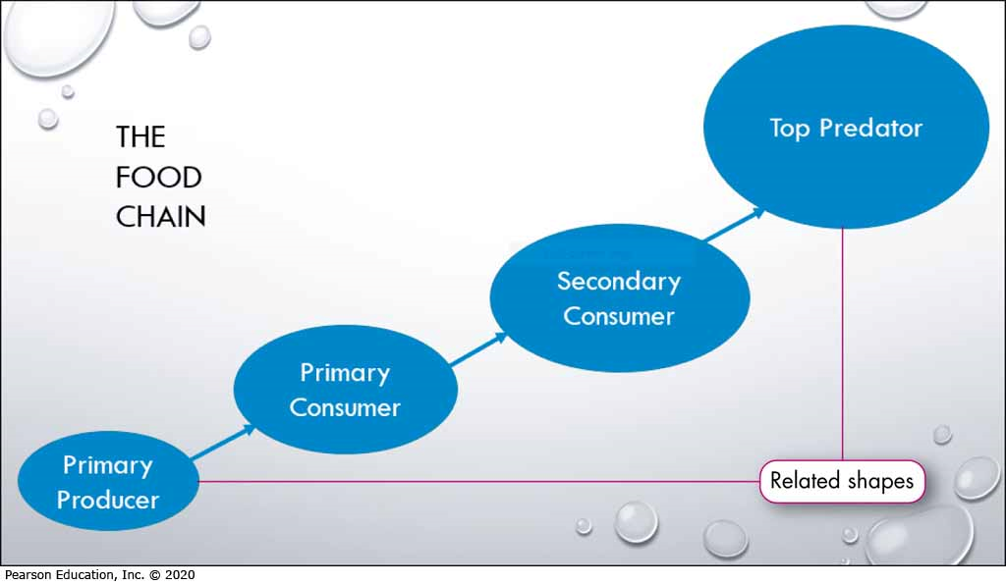 THE
FOOD
CHAIN
Top Predator
Secondary
Consumer
Primary
Consumer
Primary
Producer
Related shapes
Pearson Education, Inc. © 2020